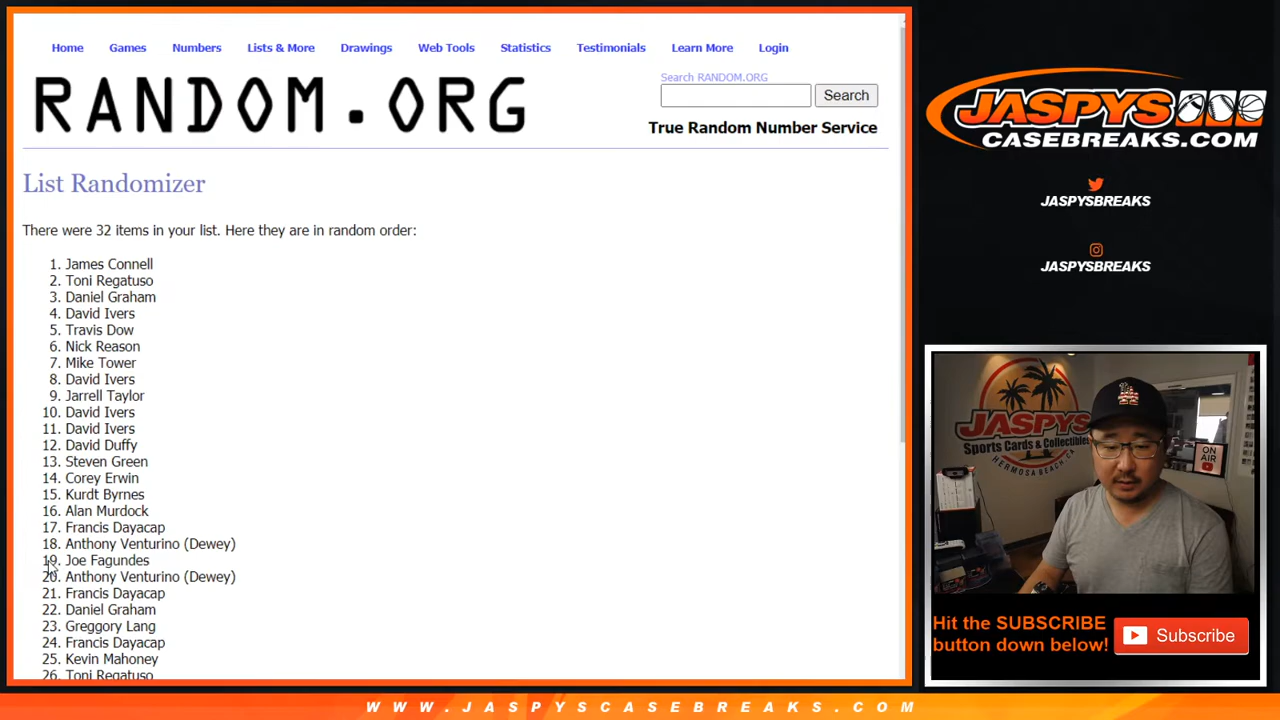 Home Games Numbers Lists & More Drawings Web Tools Statistics Testimonials Learn More Login
RANDOM.ORG
Search RANDOM.ORG
Search
True Random Number Service
List Randomizer
There were 32 items in your list. Here they are in random order:
1. James Connell
2. Toni Regatuso
3. Daniel Graham
4. David Ivers
5. Travis Dow
6. Nick Reason
7. Mike Tower
8. David Ivers
9. Jarrell Taylor
10. David Ivers
11. David Ivers
12. David Duffy
13. Steven Green
14. Corey Erwin
15. Kurdt Byrnes
16. Alan Murdock
17. Francis Dayacap
18. Anthony Venturino (Dewey)
19. Joe Fagundes
20. Anthony Venturino (Dewey)
21. Francis Dayacap
22. Daniel Graham
23. Greggory Lang
24. Francis Dayacap
25. Kevin Mahoney
26. Toni Regatuso
JASPYS
CASEBREAKS.COM
JASPYSBREAKS
JASPYSBREAKS
JASPYS
Sports Cards & Collectibles
HERMOSA BEACH CA
ON
AIR
Hit the SUBSCRIBE
button down below!
Subscribe
WWW.JASPYSCASEBREAKS.COM